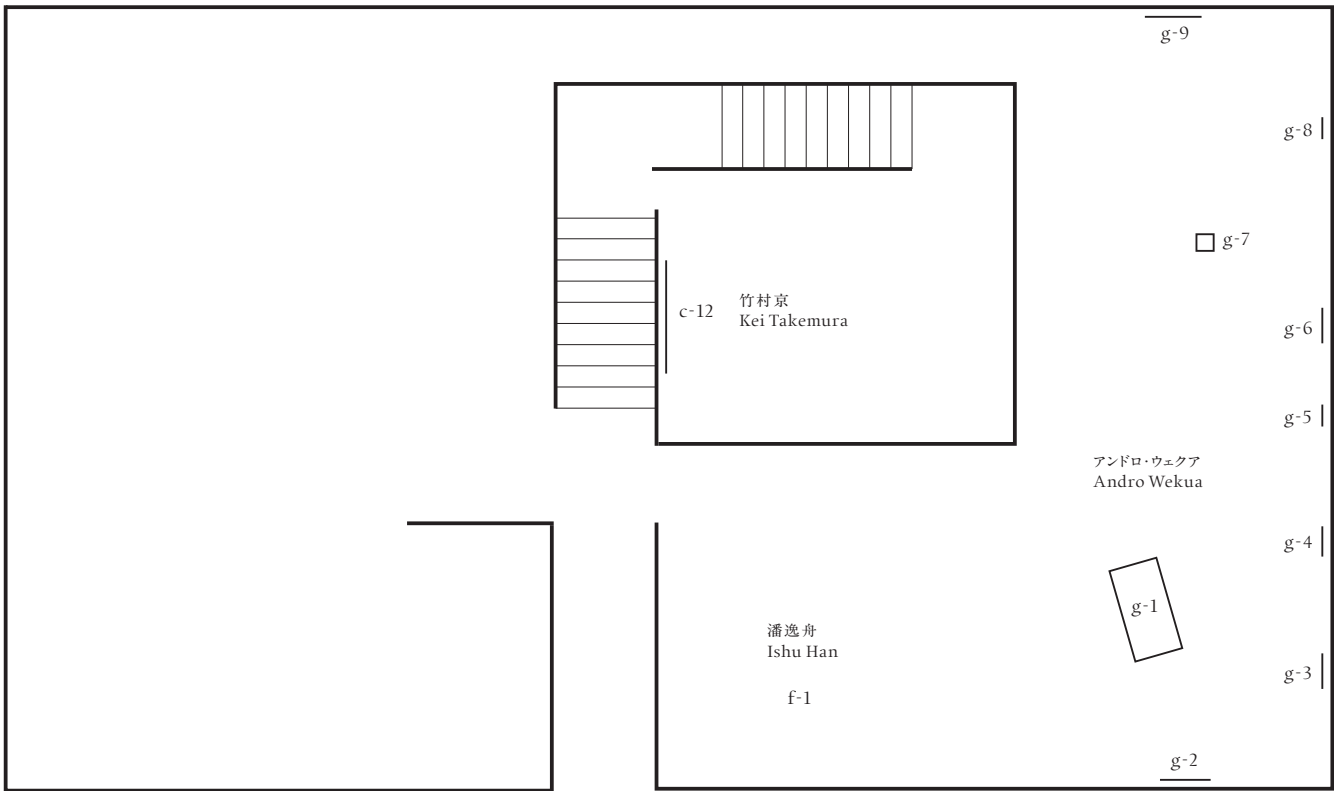 g-9
g-8
g-7
c-12
竹村京
Kei Takemura
g-6
g-5
アンドロ・ウェクア
Andro Wekua
g-4
g-1
潘逸舟
Ishu Han
f-1
g-3
g-2